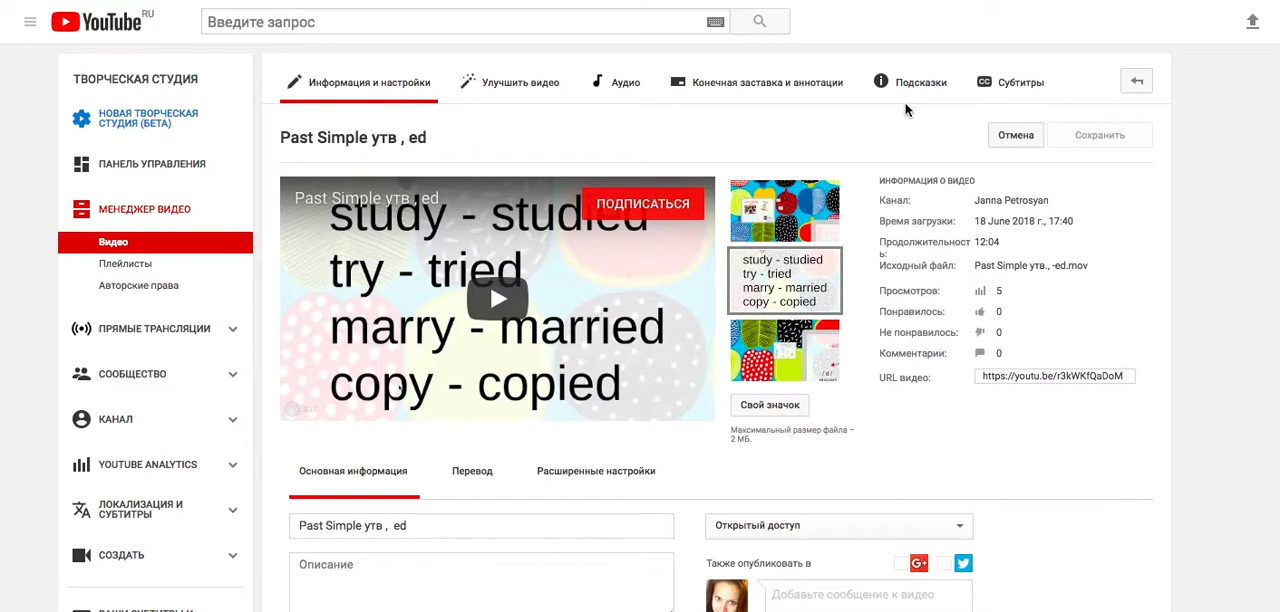 YouTube RU
Введите запрос
ТВОРЧЕСКАЯ СТУДИЯ
НОВАЯ ТВОРЧЕСКАЯ
СТУДИЯ (БЕТА)
ПАНЕЛЬ УПРАВЛЕНИЯ
МЕНЕДЖЕР ВИДЕО
Видео
Плейлисты
Авторские права
ПРЯМЫЕ ТРАНСЛЯЦИИ
СООБЩЕСТВО
КАНАЛ
YOUTUBE ANALYTICS
ЛОКАЛИЗАЦИЯ И
СУБТИТРЫ
СОЗДАТЬ
Информация и настройки
Улучшить видео
Аудио
Конечная заставка и аннотации
Подсказки
CC Субтитры
Past Simple утв , ed
Отмена
Сохранить
Past Simple утв , ed
ПОДПИСАТЬСЯ
study - studied
try - tried
marry - married
copy - copied
study - studied
try - tried
marry - married
copy - copied
Свой значок
Максимальный размер файла –
2 МБ.
ИНФОРМАЦИЯ О ВИДЕО
Канал: Janna Petrosyan
Время загрузки: 18 June 2018 г., 17:40
Продолжительност 12:04
ь:
Исходный файл: Past Simple утв., -ed.mov
Просмотров: 5
Понравилось: 0
Не понравилось: 0
Комментарии: 0
URL видео: https://youtu.be/r3kWKfQaDoM
Основная информация
Перевод
Расширенные настройки
Past Simple утв , ed
Описание
Открытый доступ
Также опубликовать в
G+
Добавьте сообщение к видео